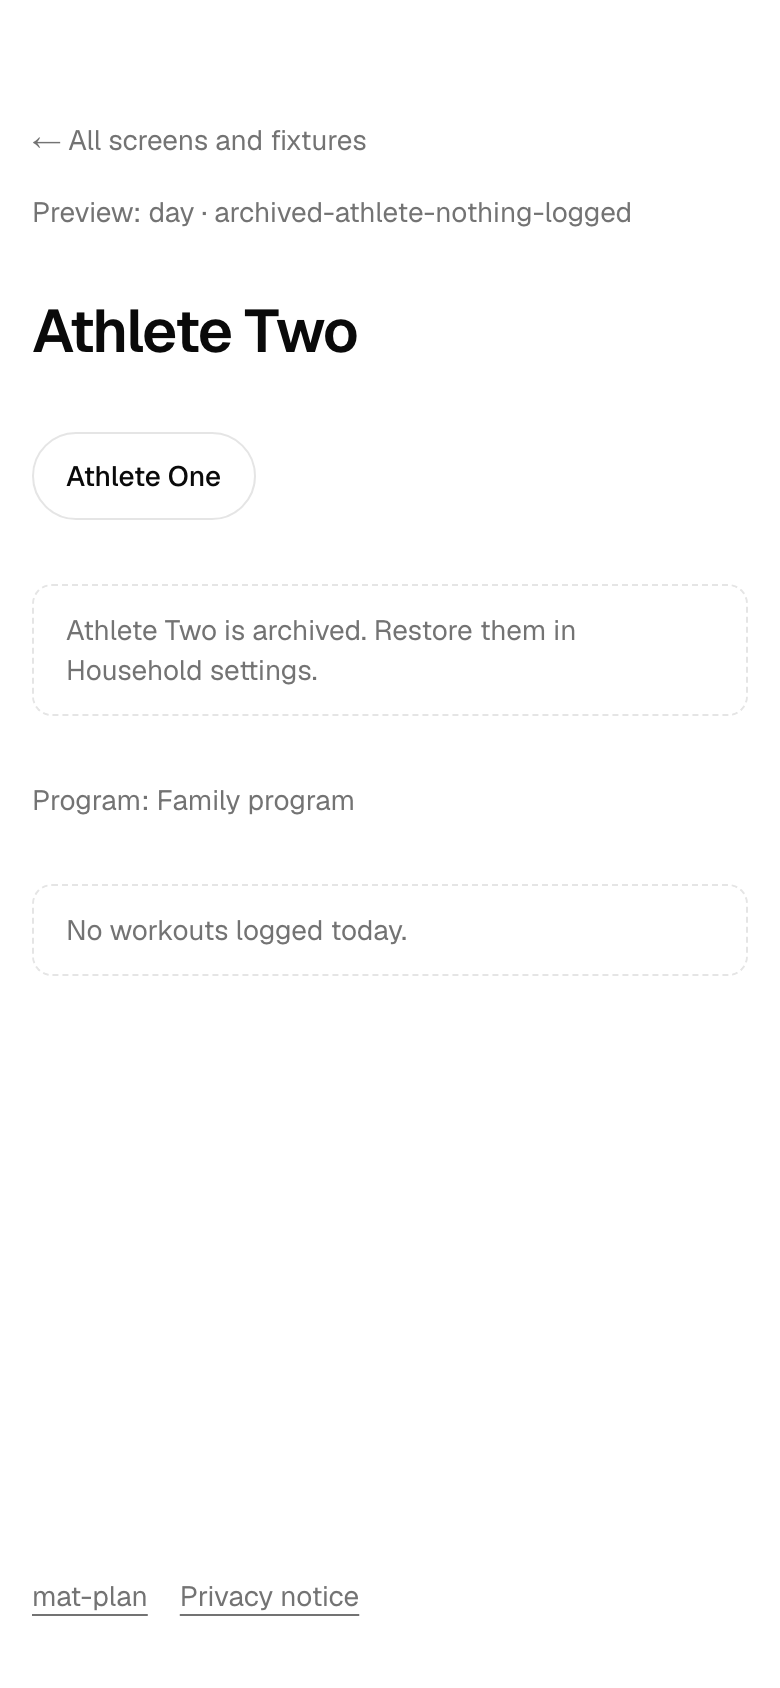 ← All screens and fixtures
Preview: day · archived-athlete-nothing-logged
Athlete Two
Athlete One
Athlete Two is archived. Restore them in
Household settings.
Program: Family program
No workouts logged today.
mat-plan Privacy notice